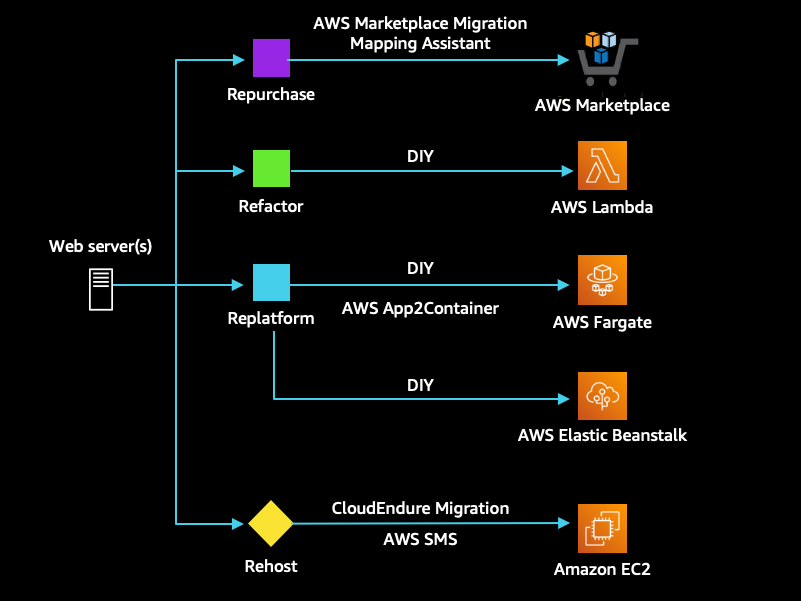 AWS Marketplace Migration
Mapping Assistant
Repurchase
AWS Marketplace
DIY
Refactor
AWS Lambda
Web server(s)
DIY
Replatform
AWS App2Container
AWS Fargate
DIY
AWS Elastic Beanstalk
CloudEndure Migration
AWS SMS
Rehost
Amazon EC2